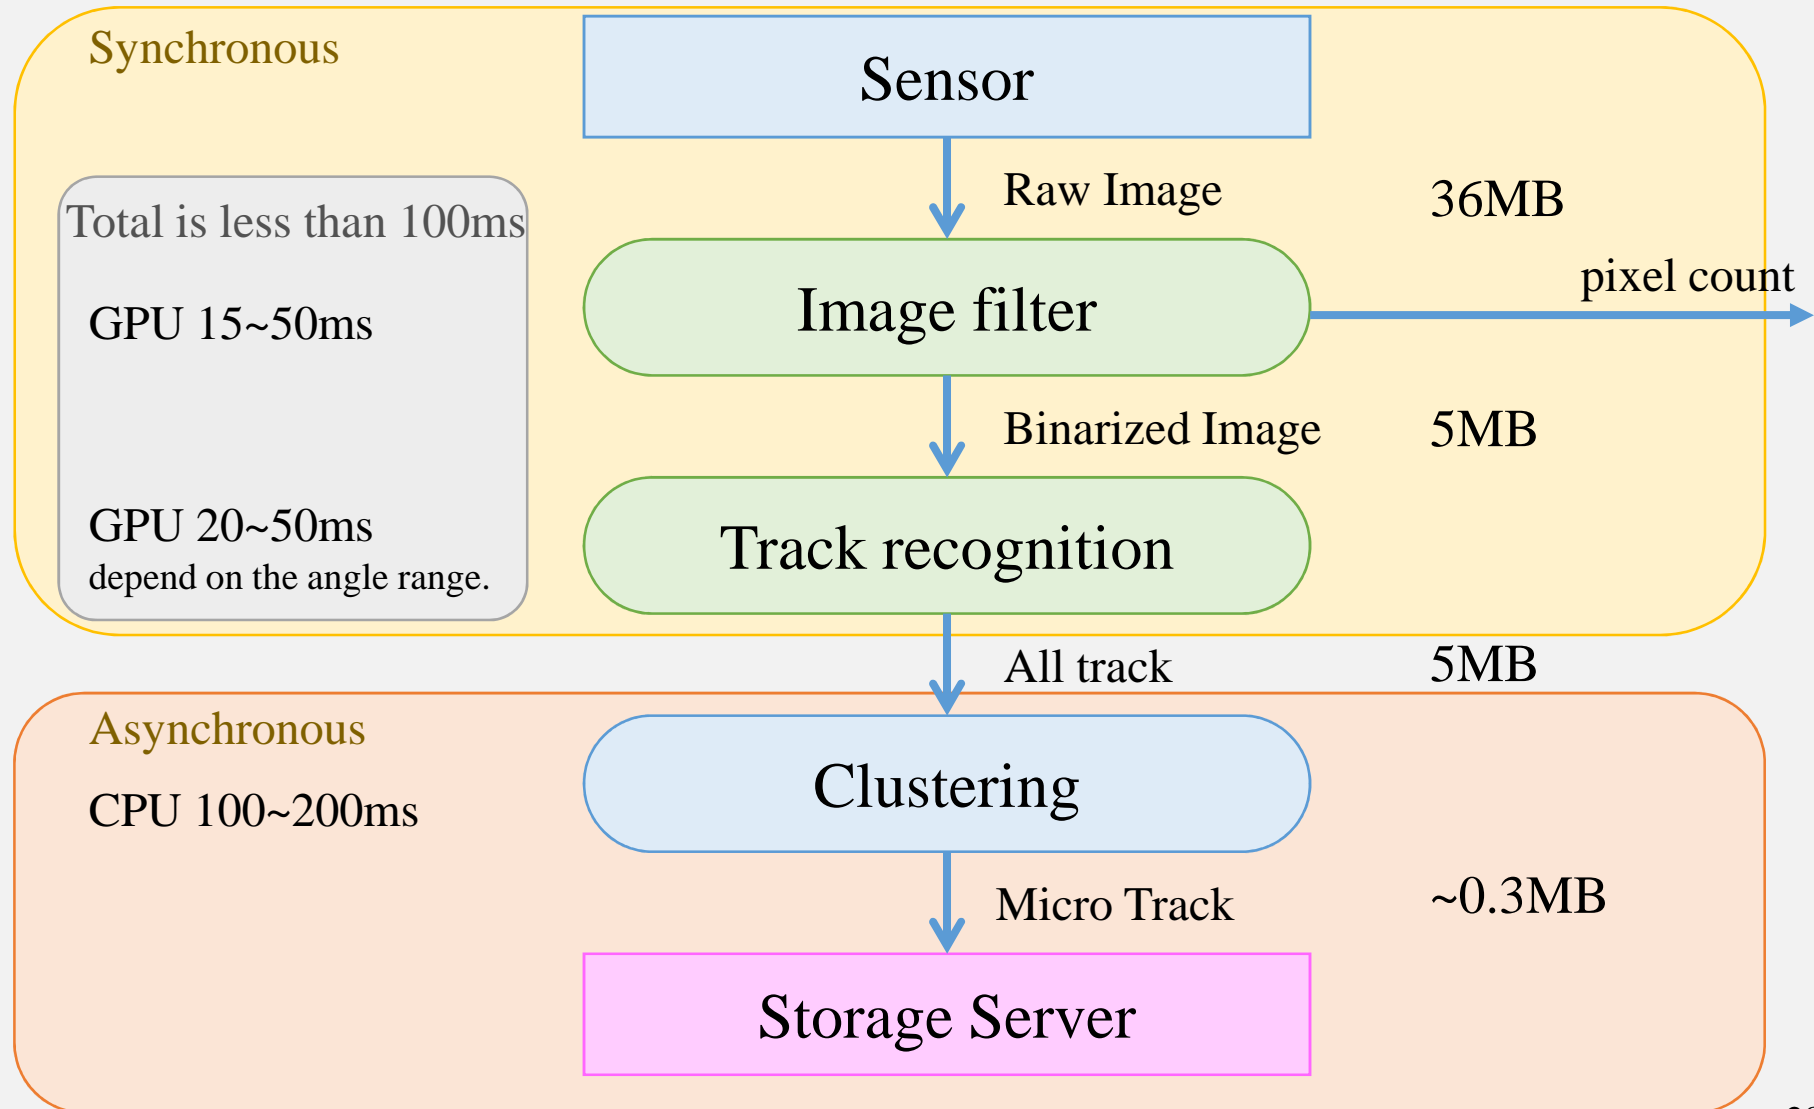 Synchronous
Sensor
Raw Image
36MB
Total is less than 100ms
pixel count
GPU 15~50ms
Image filter
Binarized Image
5MB
GPU 20~50ms
depend on the angle range.
Track recognition
All track
5MB
Asynchronous
CPU 100~200ms
Clustering
Micro Track
~0.3MB
Storage Server